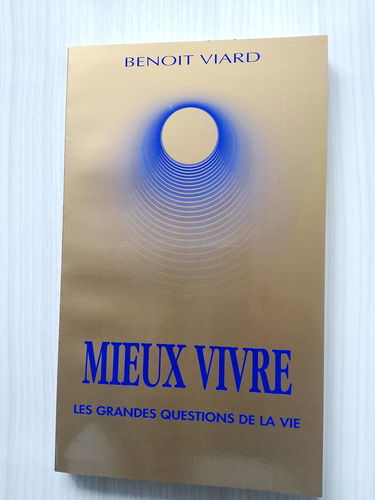 BENOIT VIARD
MIEUX VIVRE
LES GRANDES QUESTIONS DE LA VIE